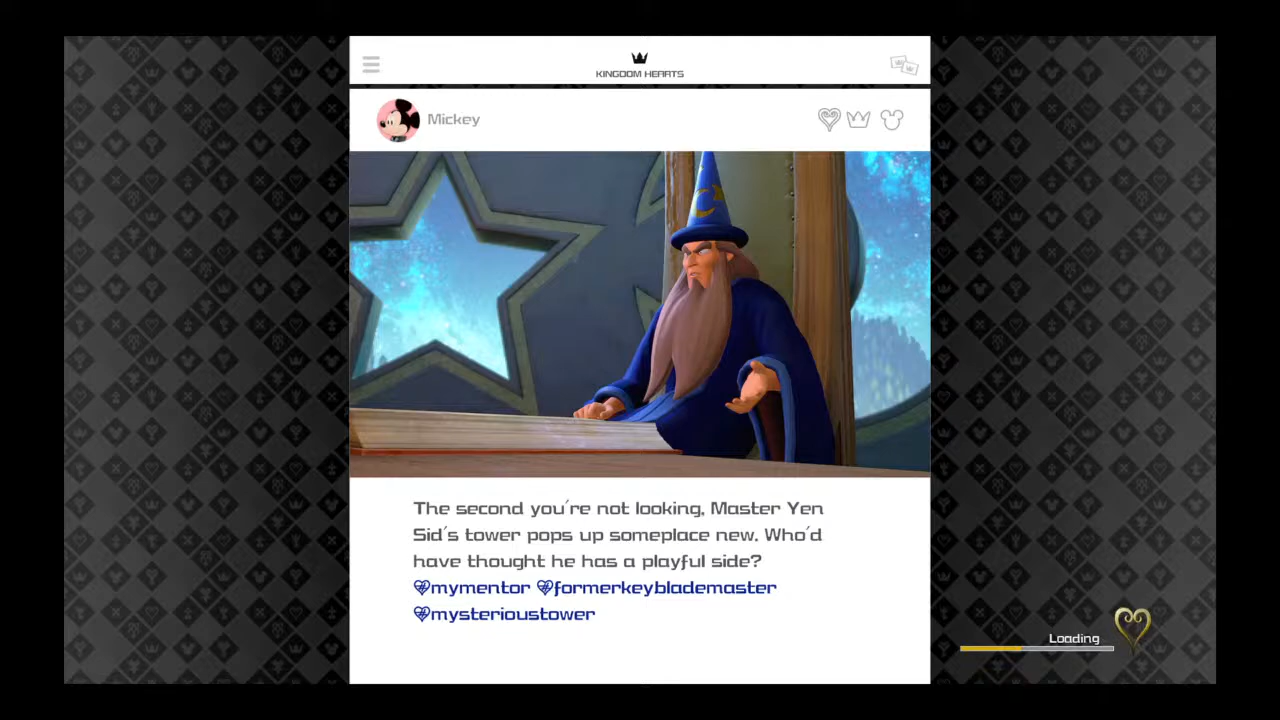 KINGDOM HEARTS
Mickey
The second you're not looking, Master Yen
Sid's tower pops up someplace new. Who'd
have thought he has a playful side?
mymentor formerkeyblademaster
mysterioustower
Loading